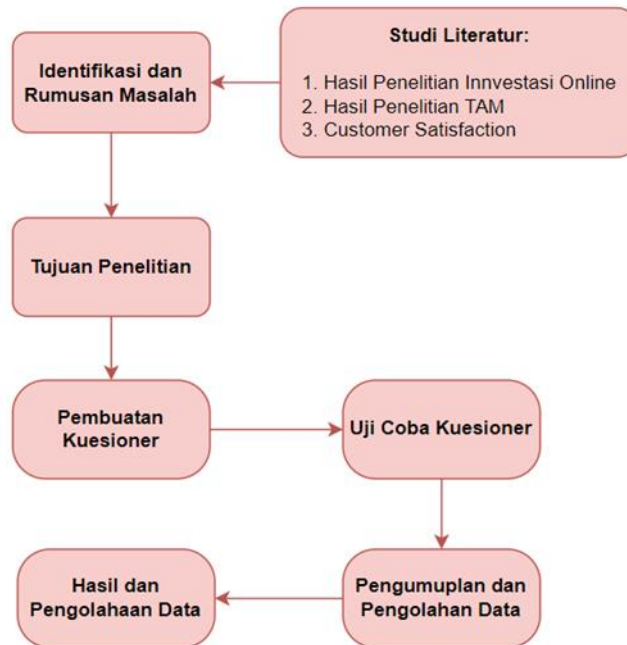 Studi Literatur:
1. Hasil Penelitian Innvestasi Online
2. Hasil Penelitian TAM
3. Customer Satisfaction
Identifikasi dan
Rumusan Masalah
Tujuan Penelitian
Pembuatan
Kuesioner
Uji Coba Kuesioner
Pengumuplan dan
Pengolahan Data
Hasil dan
Pengolahaan Data